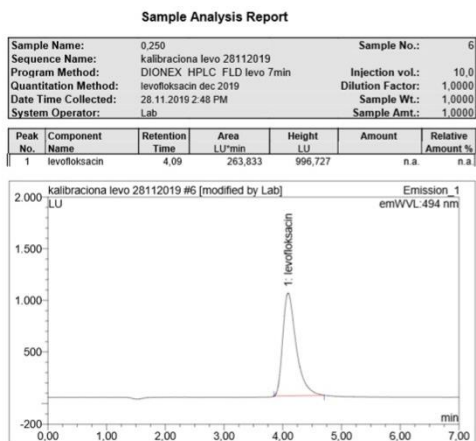 Sample Analysis Report
Sample Name: 0,250 Sample No.: 6
Sequence Name: kalibraciona levo 28112019
Program Method: DIONEX HPLC FLD levo 7min Injection vol.: 10,0
Quantitation Method: levofloksacin dec 2019 Dilution Factor: 1,0000
Date Time Collected: 28.11.2019 2:48 PM Sample Wt.: 1,0000
System Operator: Lab Sample Amt.: 1,0000
Peak Component Retention Area Height Amount Relative
No. Name Time LU*min LU Amount %
1 levofloksacin 4,09 263,833 996,727 n.a. n.a.
kalibraciona levo 28112019 #6 [modified by Lab] Emission_1
2.000 LU emWVL:494 nm
1: levofloksacin
1.500
1.000
500
-200
min
0,00 1,00 2,00 3,00 4,00 5,00 6,00 7,00